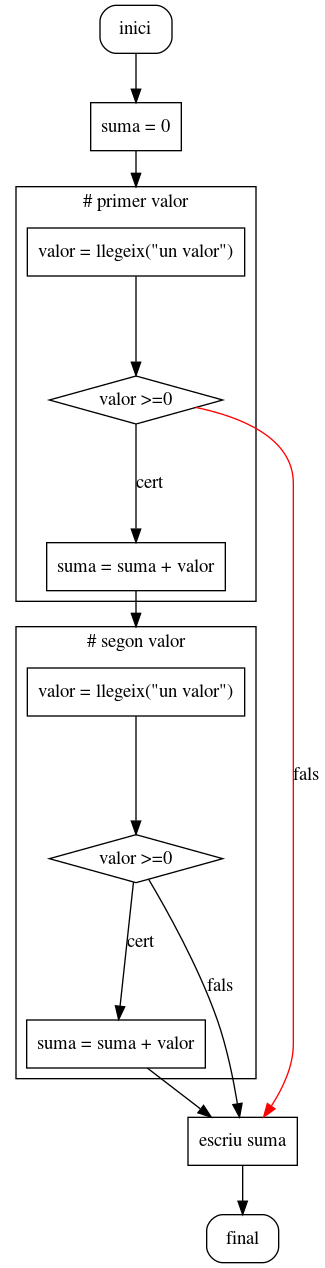 inici
suma = 0
# primer valor
valor = llegeix("un valor")
valor >=0
cert
suma = suma + valor
# segon valor
valor = llegeix("un valor")
fals
valor >=0
cert
fals
suma = suma + valor
escriu suma
final